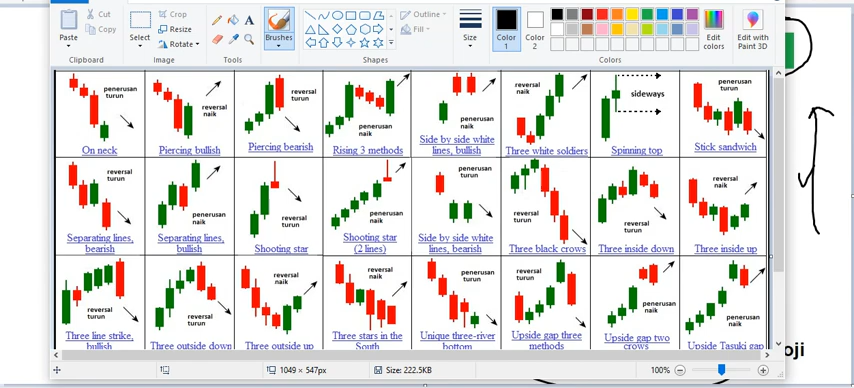 Paste
Cut
Copy
Clipboard
Select
Crop
Resize
Rotate
Image
Tools
Brushes
Shapes
Outline
Fill
Size
Color
1
Color
2
Edit
colors
Edit with
Paint 3D
Colors
penerusan
turun
On neck
reversal
naik
Piercing bullish
reversal
turun
Piercing bearish
penerusan
naik
Rising 3 methods
penerusan
naik
Side by side white
lines, bullish
reversal
naik
Three white soldiers
sideways
Spinning top
penerusan
turun
Stick sandwich
reversal
turun
Separating lines,
bearish
penerusan
naik
Separating lines,
bullish
reversal
turun
Shooting star
penerusan
naik
Shooting star
(2 lines)
penerusan
turun
Side by side white
lines, bearish
reversal
turun
Three black crows
reversal
turun
Three inside down
reversal
naik
Three inside up
reversal
turun
Three line strike,
bullish
reversal
turun
Three outside down
reversal
naik
Three outside up
reversal
naik
Three stars in the
South
penerusan
turun
Unique three-river
bottom
reversal
turun
Upside gap three
methods
penerusan
naik
Upside gap two
crows
penerusan
naik
Upside Tasuki gap
oji
1049 × 547px
Size: 222.5KB
100%